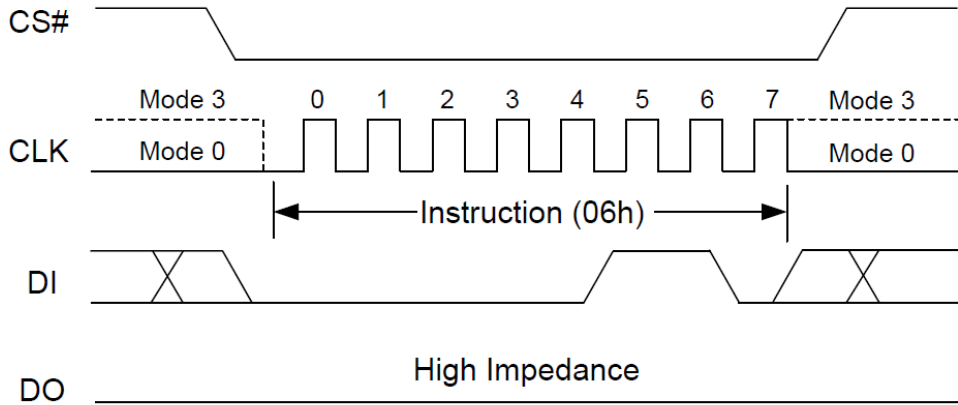 CS#
Mode 3 0 1 2 3 4 5 6 7 Mode 3
CLK Mode 0 Mode 0
Instruction (06h)
DI
High Impedance
DO